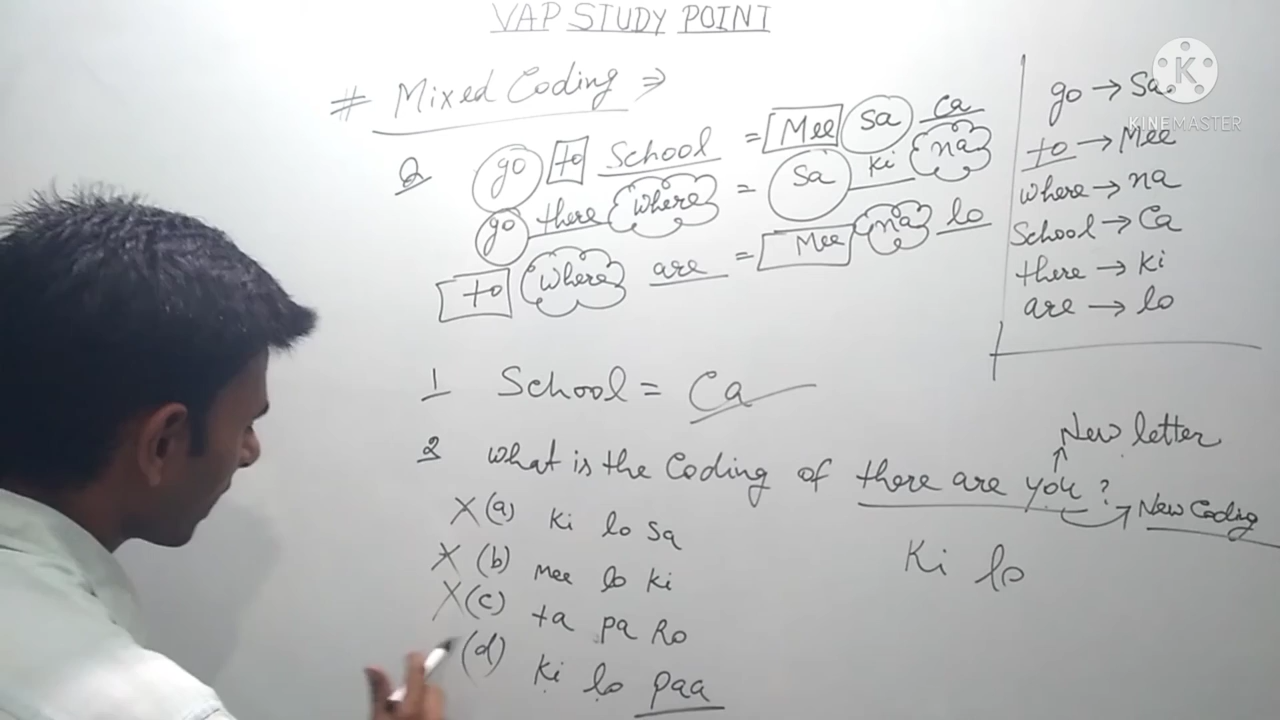 VAP STUDY POINT
# Mixed Coding ⇒
Q go to School = Mee Sa Ca
go there where = Sa Ki na
to where are = Mee na lo
go → Sa
to → Mee
where → na
School → Ca
there → ki
are → lo
K
KINEMASTER
1 School = Ca
2 what is the Coding of there are you ?
New letter
New Coding
Ki lo
X (a) Ki lo Sa
X (b) Mee lo Ki
X (c) ta pa Ro
(d) Ki lo paa